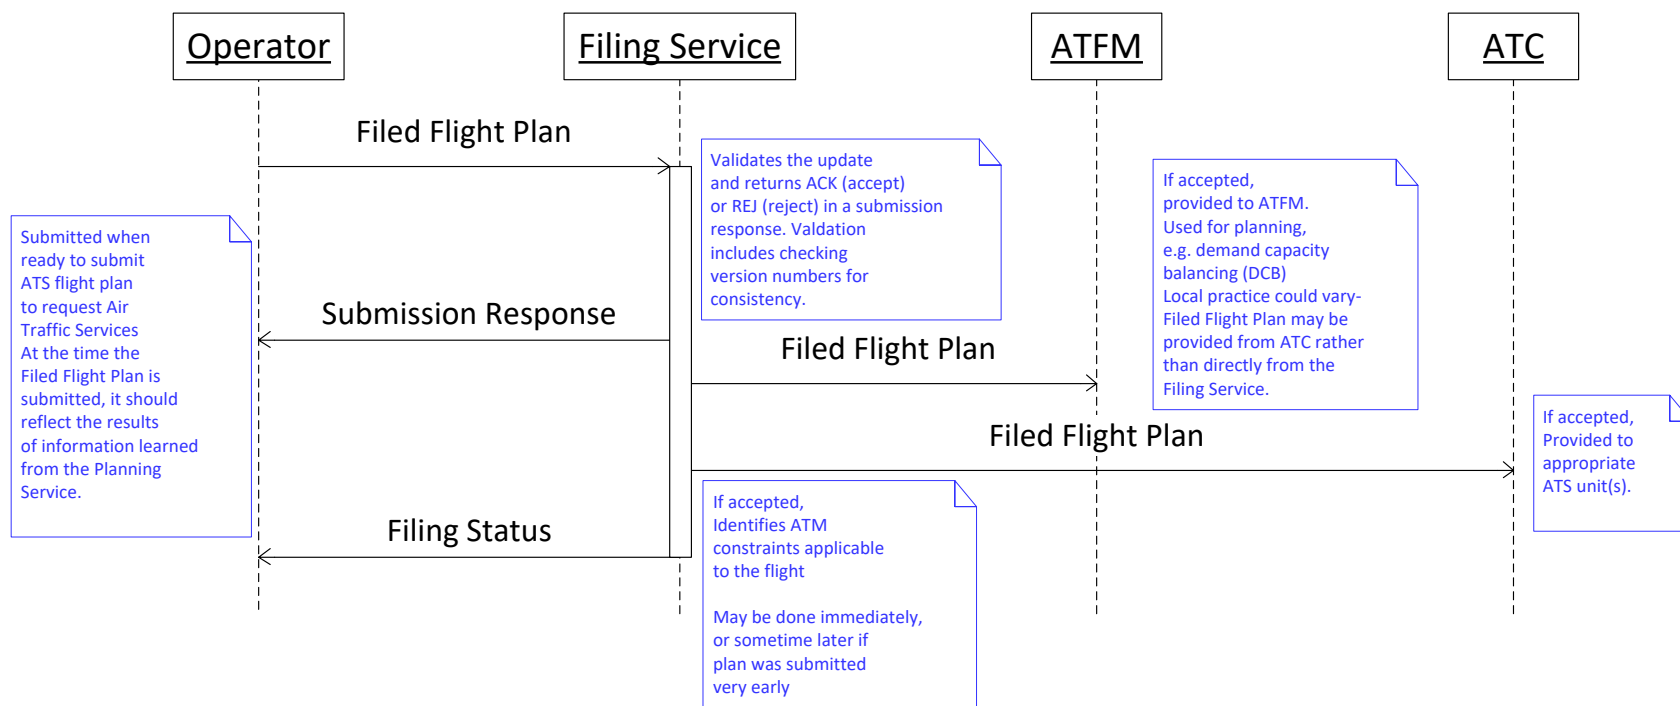 Operator
Filing Service
ATFM
ATC
Filed Flight Plan
Validates the update
and returns ACK (accept)
or REJ (reject) in a submission
response. Valdation
includes checking
version numbers for
consistency.
If accepted,
provided to ATFM.
Used for planning,
e.g. demand capacity
balancing (DCB)
Local practice could vary-
Filed Flight Plan may be
provided from ATC rather
than directly from the
Filing Service.
Submitted when
ready to submit
ATS flight plan
to request Air
Traffic Services
At the time the
Filed Flight Plan is
submitted, it should
reflect the results
of information learned
from the Planning
Service.
Submission Response
Filed Flight Plan
If accepted,
Provided to
appropriate
ATS unit(s).
Filed Flight Plan
If accepted,
Identifies ATM
constraints applicable
to the flight
May be done immediately,
or sometime later if
plan was submitted
very early
Filing Status